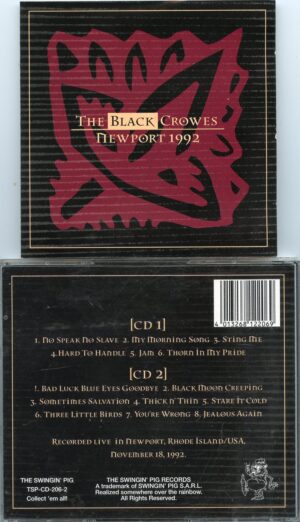 THE BLACK CROWES
NEWPORT 1992
4 013268 122069
[CD 1]
1. NO SPEAK NO SLAVE 2. MY MORNING SONG 3. STING ME
4.HARD TO HANDLE 5. JAM 6. THORN IN MY PRIDE
[CD 2]
!. BAD LUCK BLUE EYES GOODBYE 2. BLACK MOON CREEPING
3. SOMETIMES SALVATION 4. THICK N' THIN 5. STARE IT COLD
6. THREE LITTLE BIRDS 7. YOU'RE WRONG 8. JEALOUS AGAIN
RECORDED LIVE IN NEWPORT, RHODE ISLAND/USA,
NOVEMBER 18, 1992.
THE SWINGIN' PIG
TSP-CD-206-2
Collect 'em all!
THE SWINGIN' PIG RECORDS
A trademark of SWINGIN' PIG S.A.R.L.
Realized somewhere over the rainbow.
All Rights Reserved.